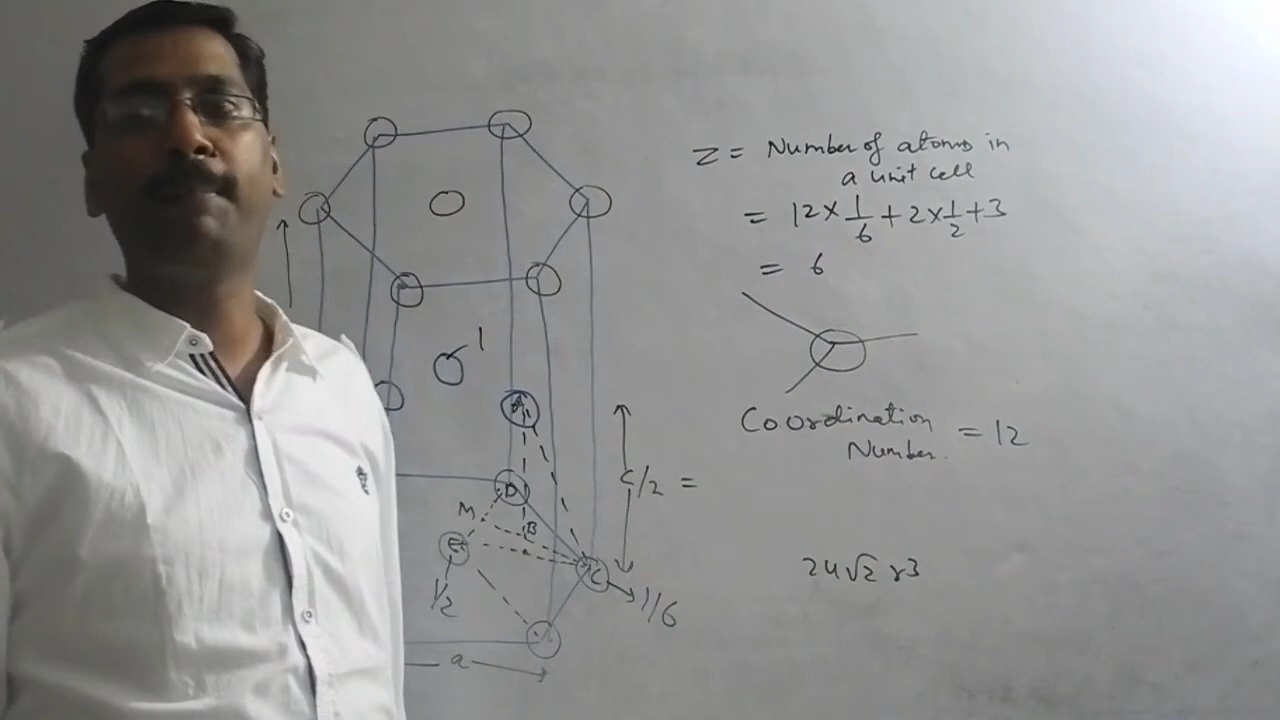 Z = Number of atoms in
a unit cell
= 12 × 1/6 + 2 × 1/2 + 3
= 6
1
Coordination
Number = 12
A
D
C/2 =
M
B
E
C
1/2
1/6
24√2 r3
a